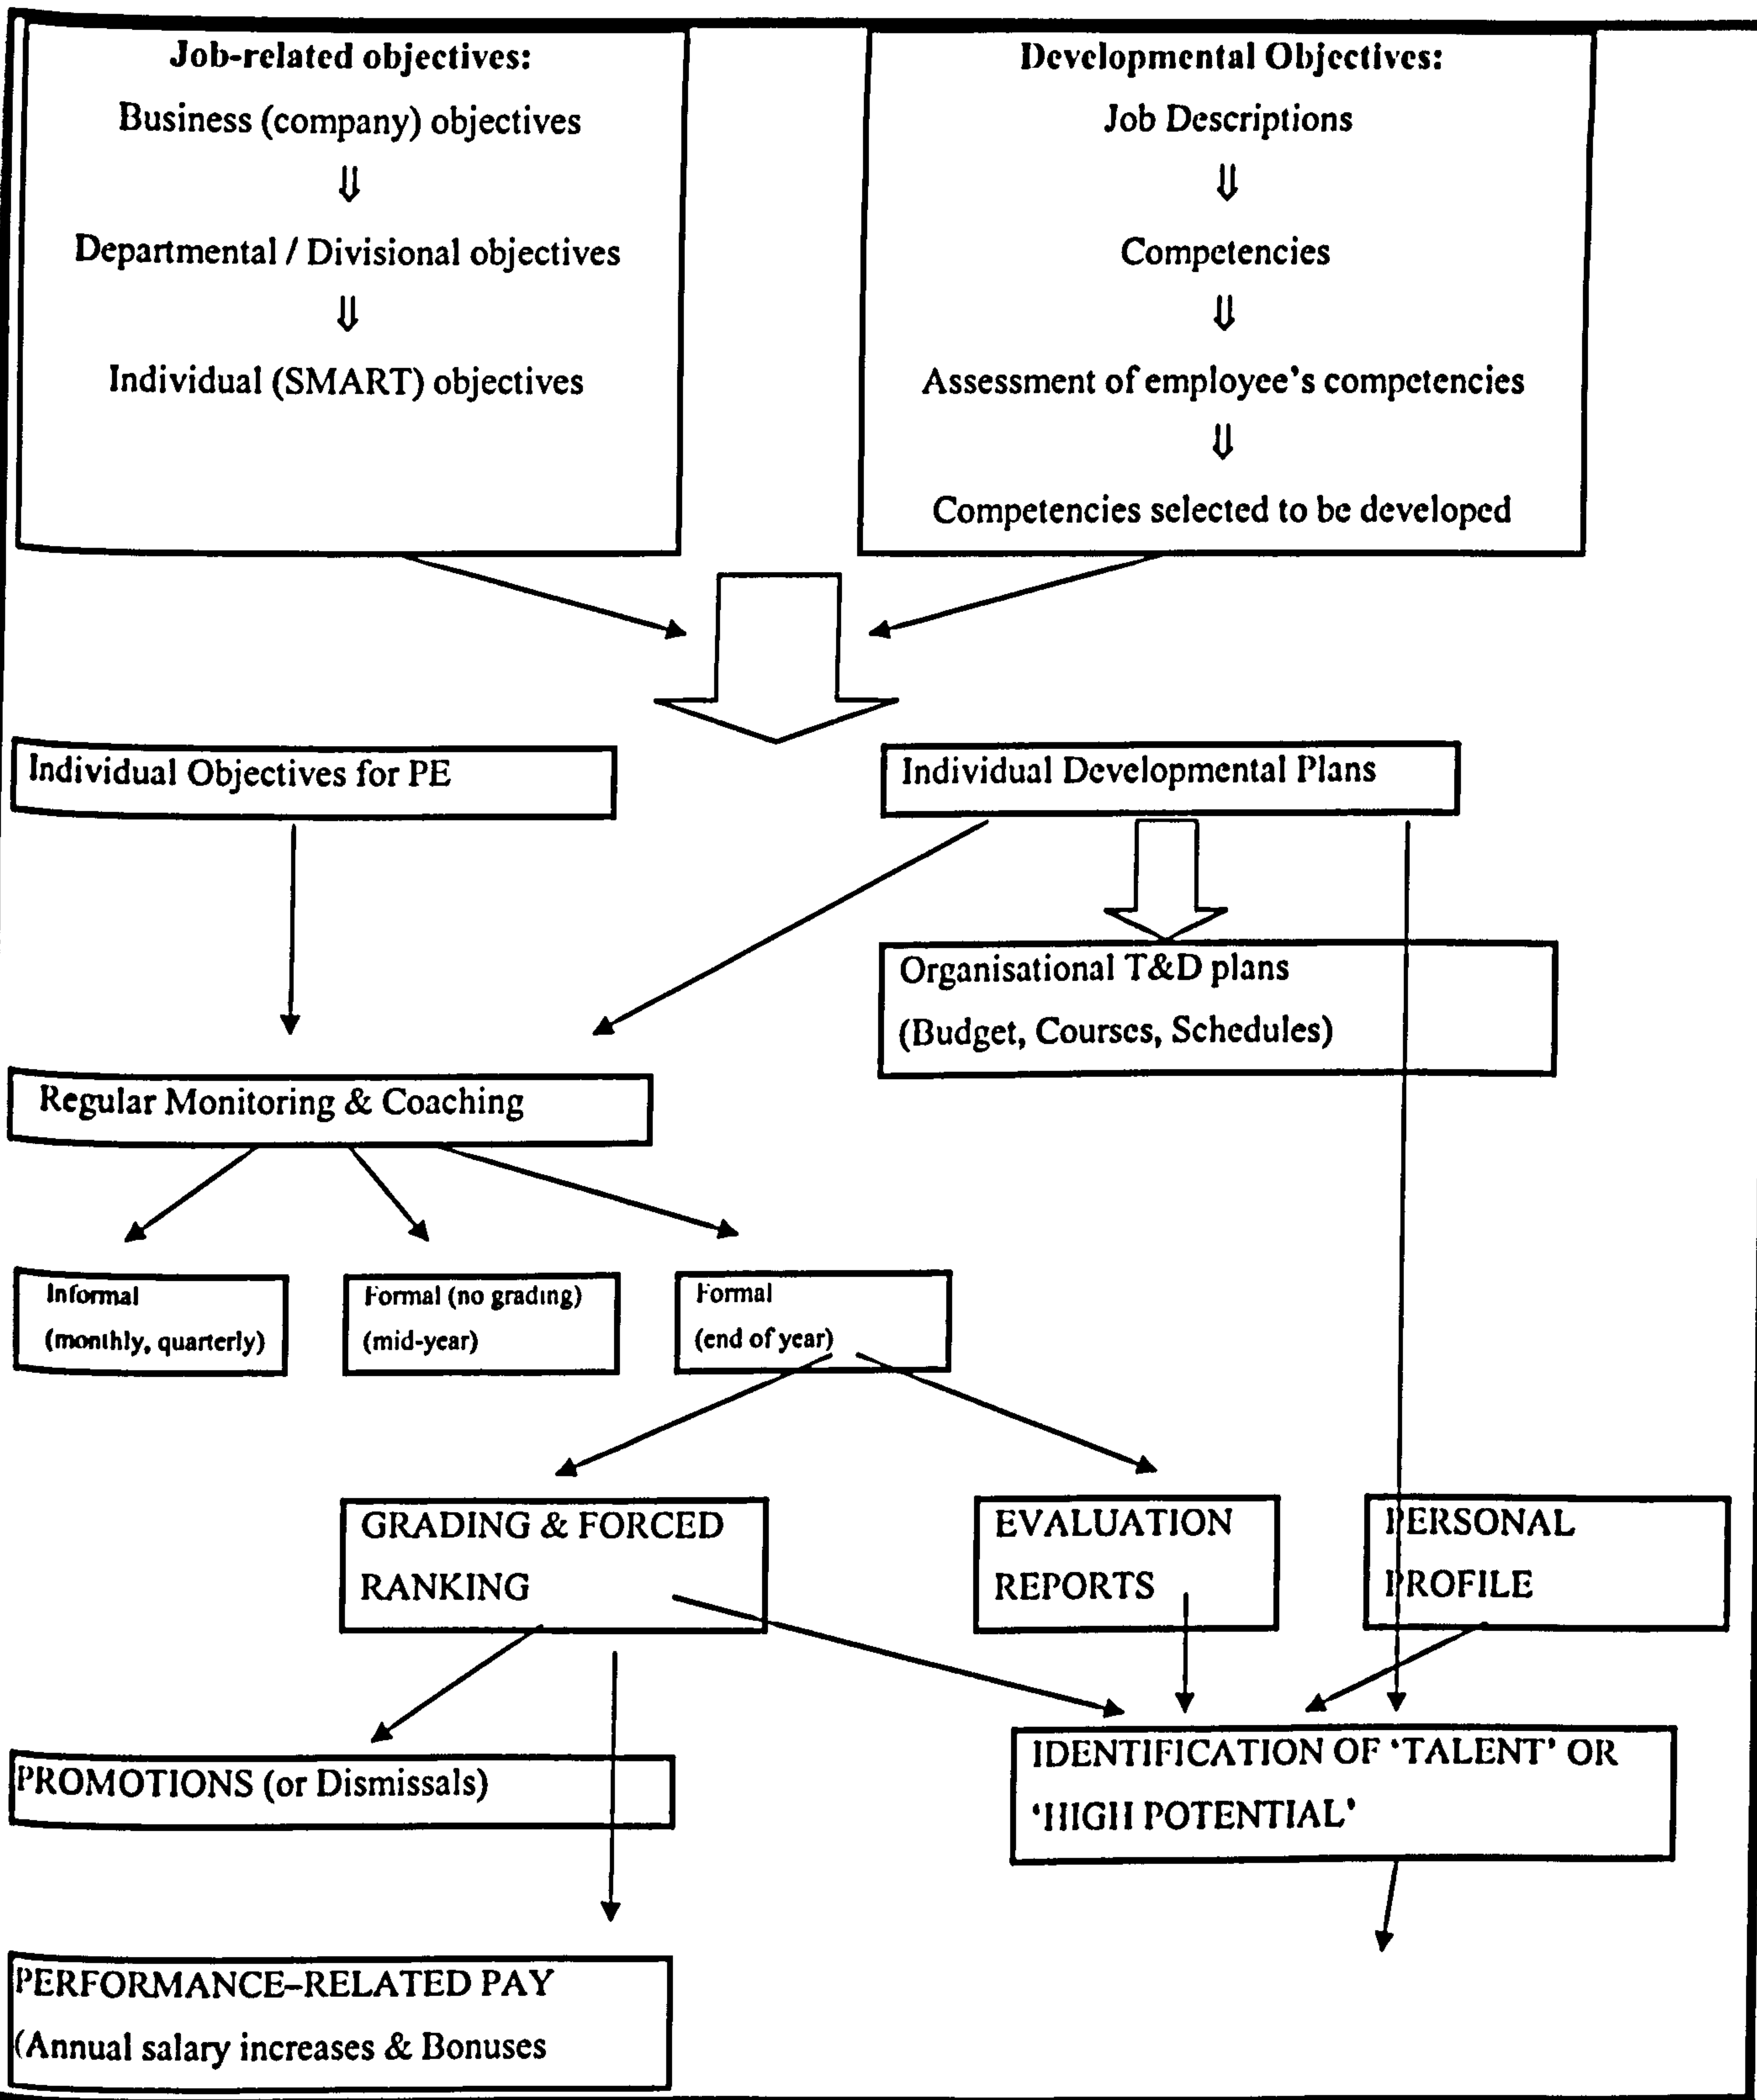 Job-related objectives:
Business (company) objectives
⇓
Departmental / Divisional objectives
⇓
Individual (SMART) objectives
Developmental Objectives:
Job Descriptions
⇓
Competencies
⇓
Assessment of employee's competencies
⇓
Competencies selected to be developed
Individual Objectives for PE
Individual Developmental Plans
Organisational T&D plans
(Budget, Courses, Schedules)
Regular Monitoring & Coaching
Informal
(monthly, quarterly)
Formal (no grading)
(mid-year)
Formal
(end of year)
GRADING & FORCED
RANKING
EVALUATION
REPORTS
PERSONAL
PROFILE
PROMOTIONS (or Dismissals)
IDENTIFICATION OF 'TALENT' OR
'HIGH POTENTIAL'
PERFORMANCE–RELATED PAY
(Annual salary increases & Bonuses